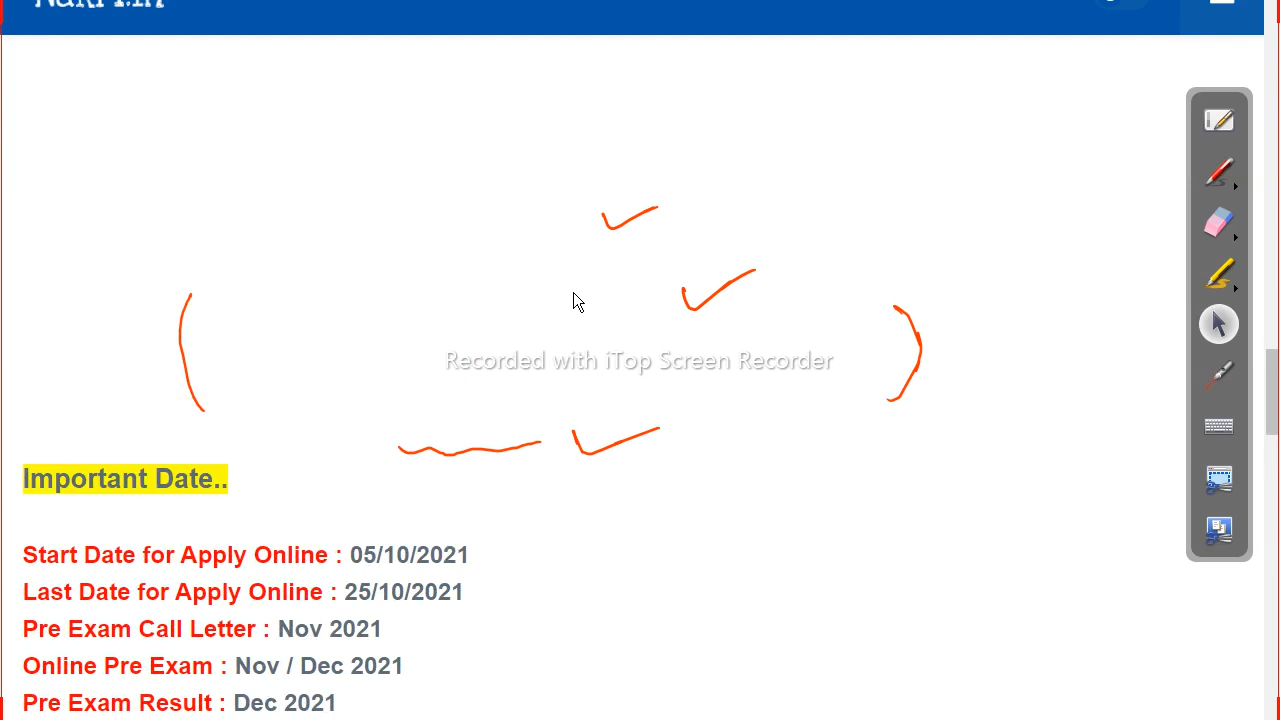 Recorded with iTop Screen Recorder
Important Date..
Start Date for Apply Online : 05/10/2021
Last Date for Apply Online : 25/10/2021
Pre Exam Call Letter : Nov 2021
Online Pre Exam : Nov / Dec 2021
Pre Exam Result : Dec 2021